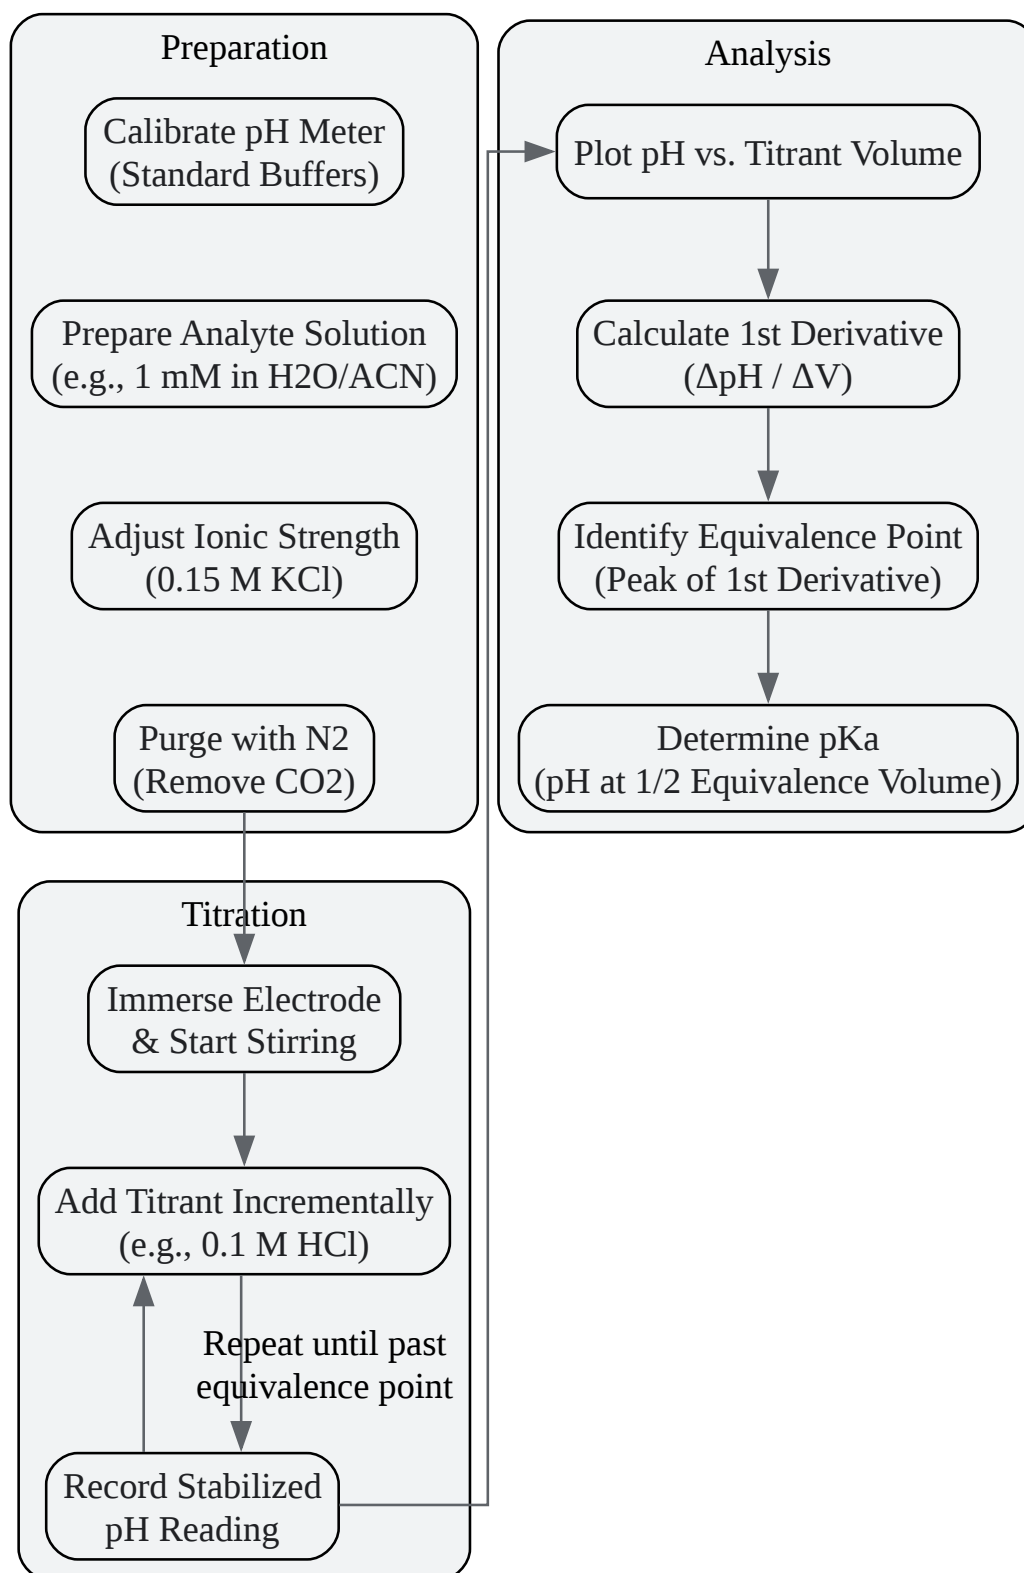 Preparation
Calibrate pH Meter
(Standard Buffers)
Prepare Analyte Solution
(e.g., 1 mM in H2O/ACN)
Adjust Ionic Strength
(0.15 M KCl)
Purge with N2
(Remove CO2)
Titration
Immerse Electrode
& Start Stirring
Add Titrant Incrementally
(e.g., 0.1 M HCl)
Repeat until past
equivalence point
Record Stabilized
pH Reading
Analysis
Plot pH vs. Titrant Volume
Calculate 1st Derivative
(ΔpH / ΔV)
Identify Equivalence Point
(Peak of 1st Derivative)
Determine pKa
(pH at 1/2 Equivalence Volume)